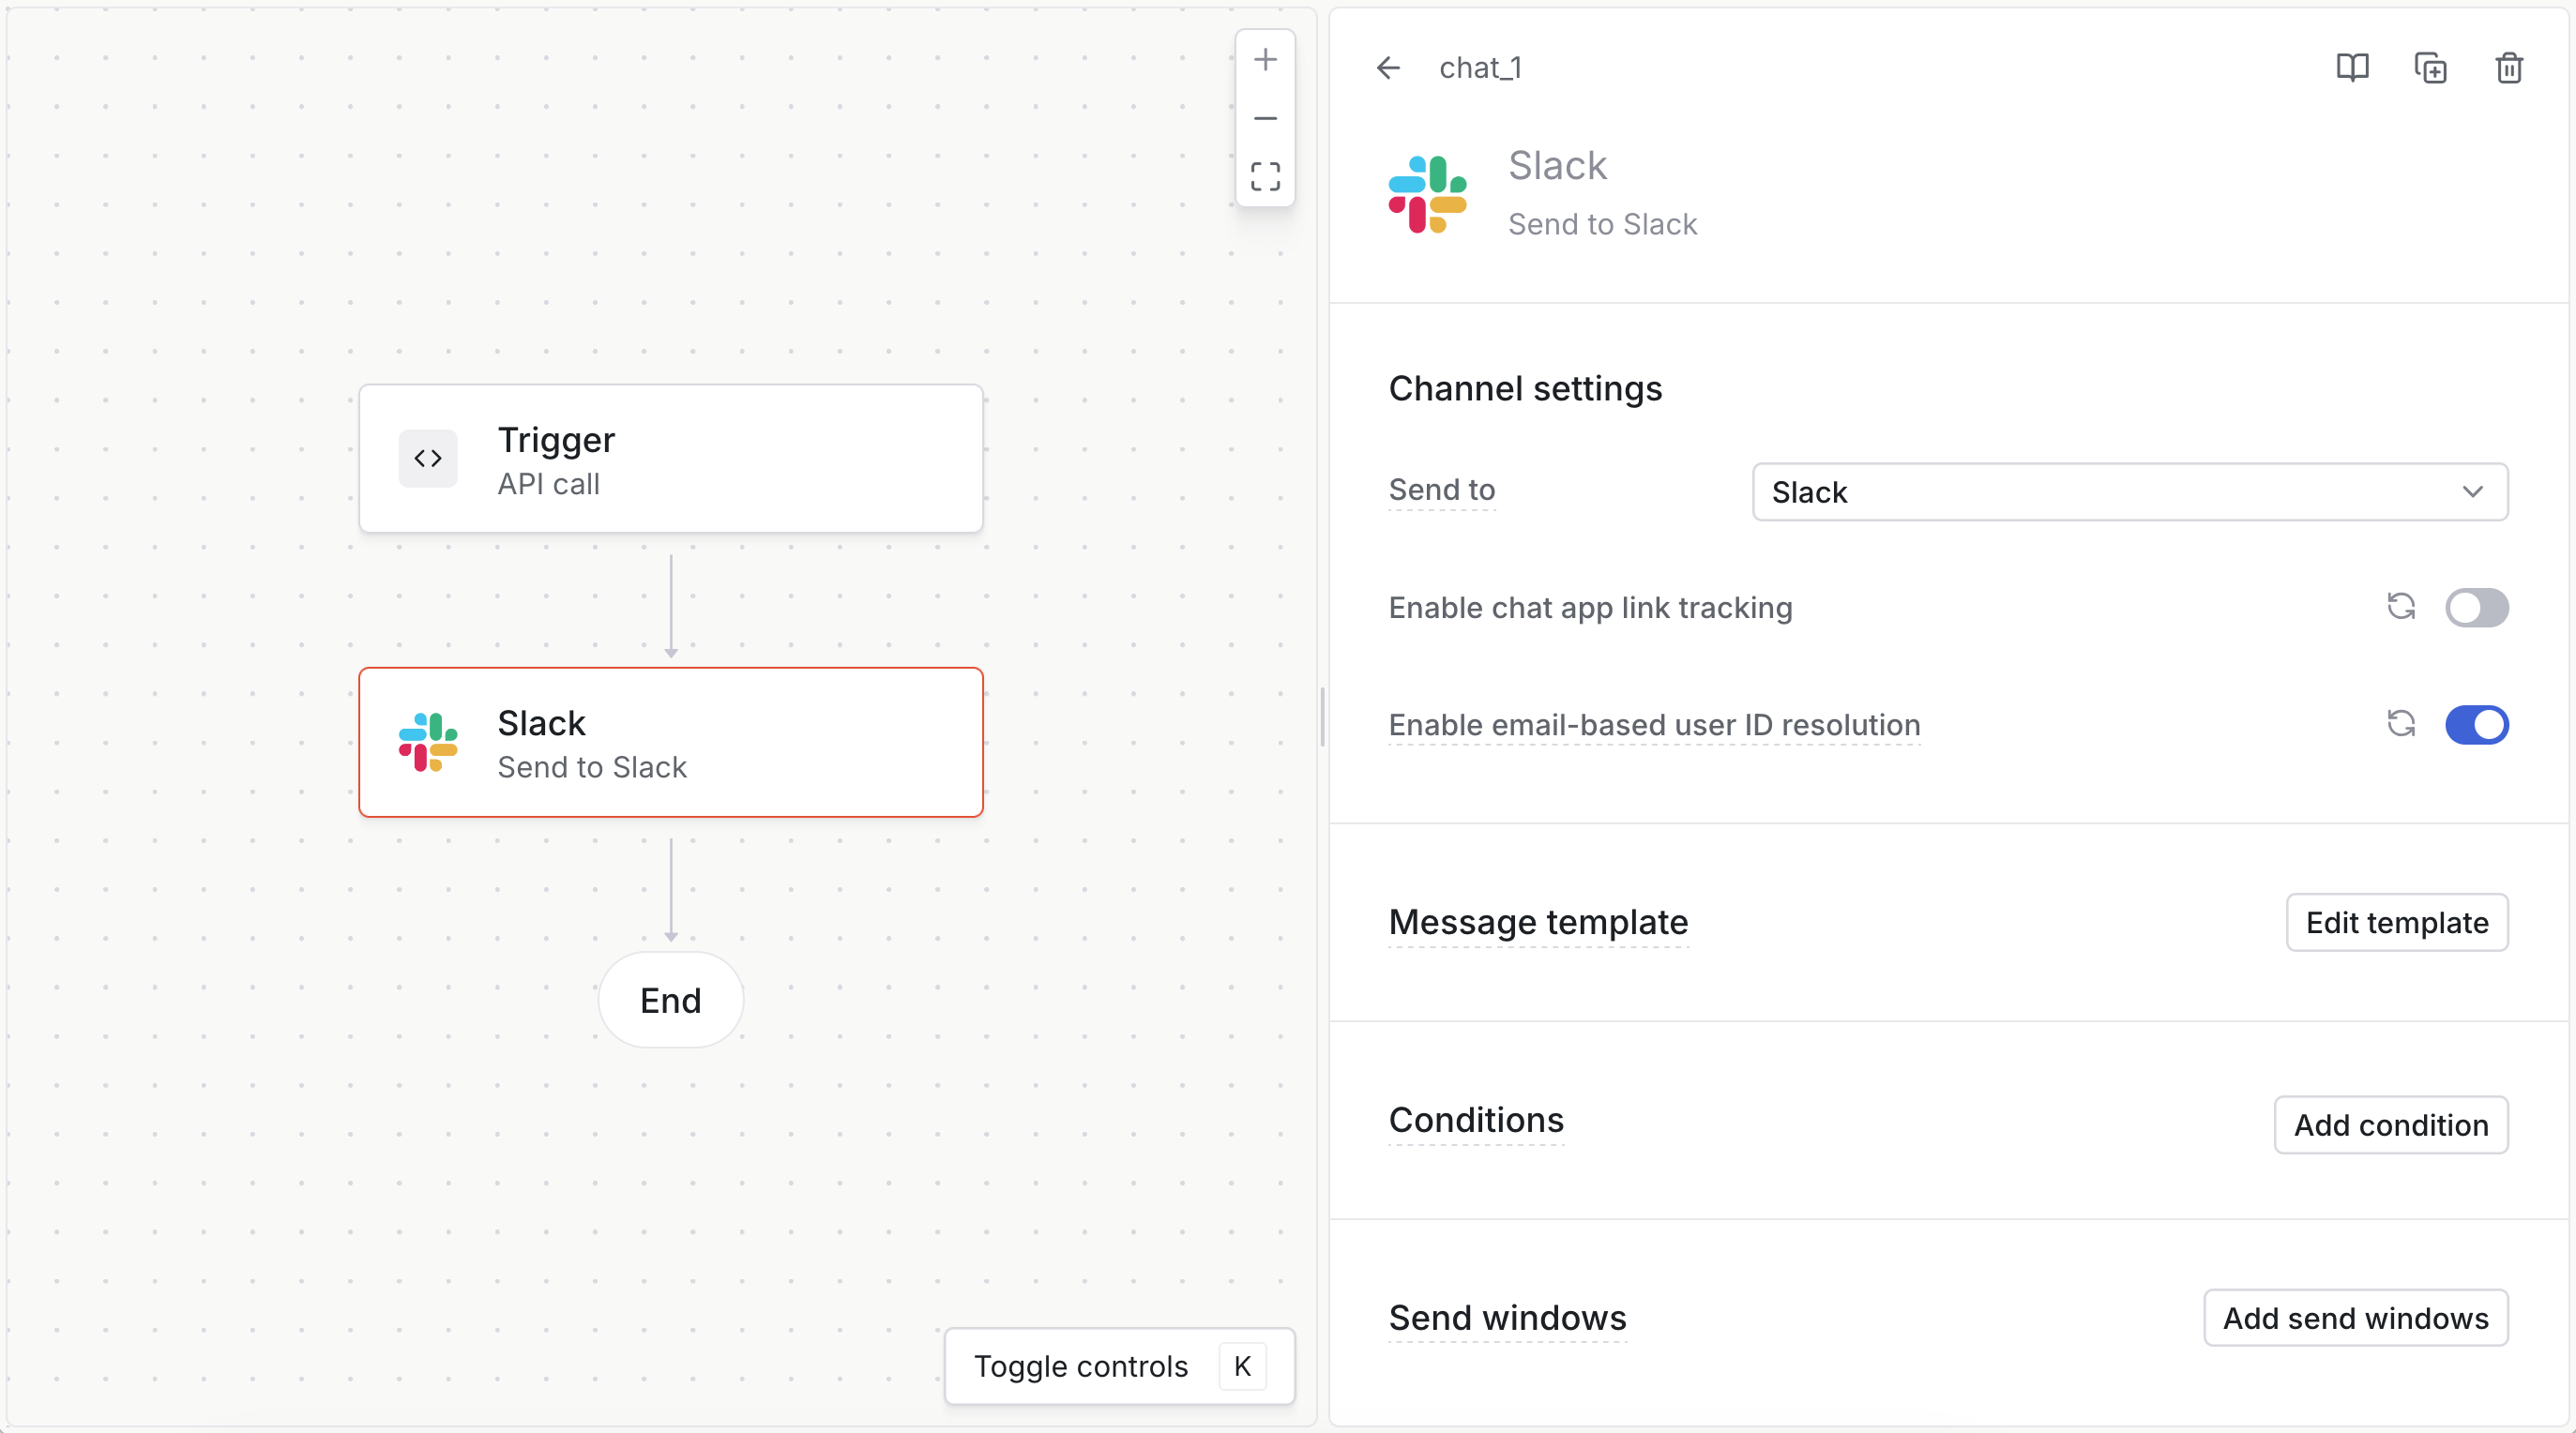 Trigger
API call
Slack
Send to Slack
End
Toggle controls K
chat_1
Slack
Send to Slack
Channel settings
Send to
Slack
Enable chat app link tracking
Enable email-based user ID resolution
Message template
Edit template
Conditions
Add condition
Send windows
Add send windows